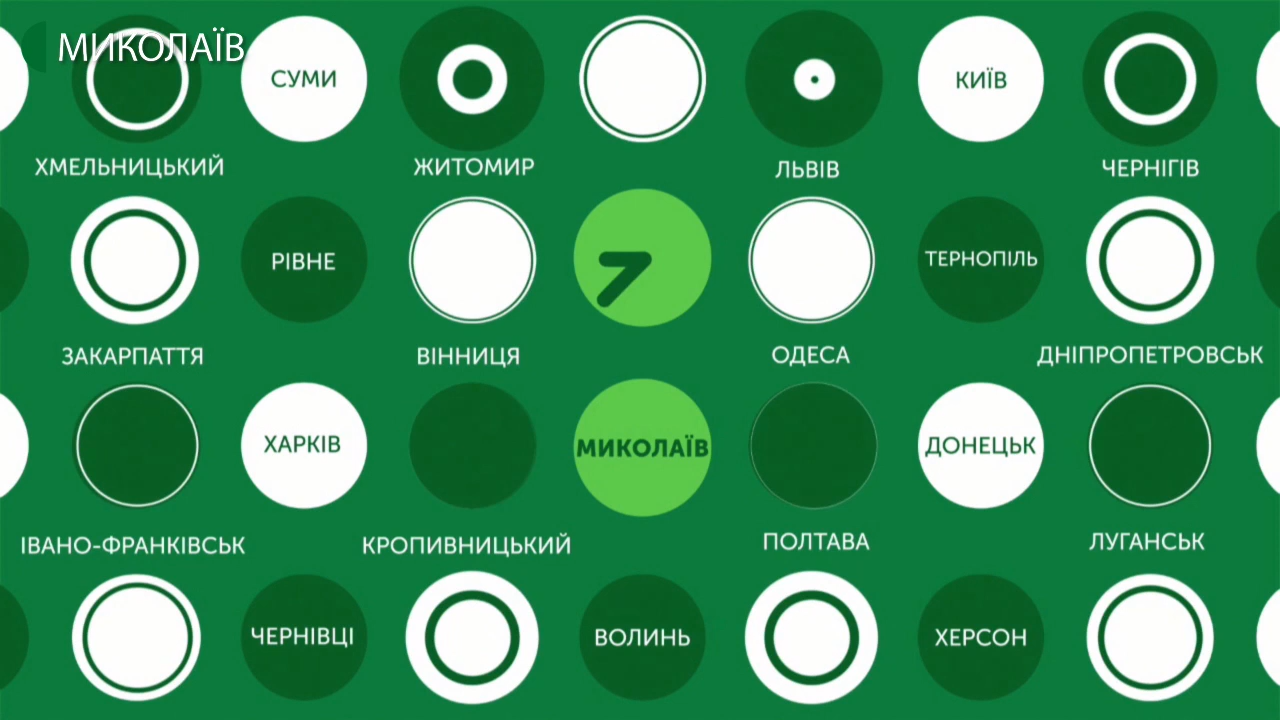 МИКОЛАЇВ
СУМИ
КИЇВ
ХМЕЛЬНИЦЬКИЙ
ЖИТОМИР
ЛЬВІВ
ЧЕРНІГІВ
РІВНЕ
ТЕРНОПІЛЬ
ЗАКАРПАТТЯ
ВІННИЦЯ
ОДЕСА
ДНІПРОПЕТРОВСЬК
ХАРКІВ
МИКОЛАЇВ
ДОНЕЦЬК
ІВАНО-ФРАНКІВСЬК
КРОПИВНИЦЬКИЙ
ПОЛТАВА
ЛУГАНСЬК
ЧЕРНІВЦІ
ВОЛИНЬ
ХЕРСОН